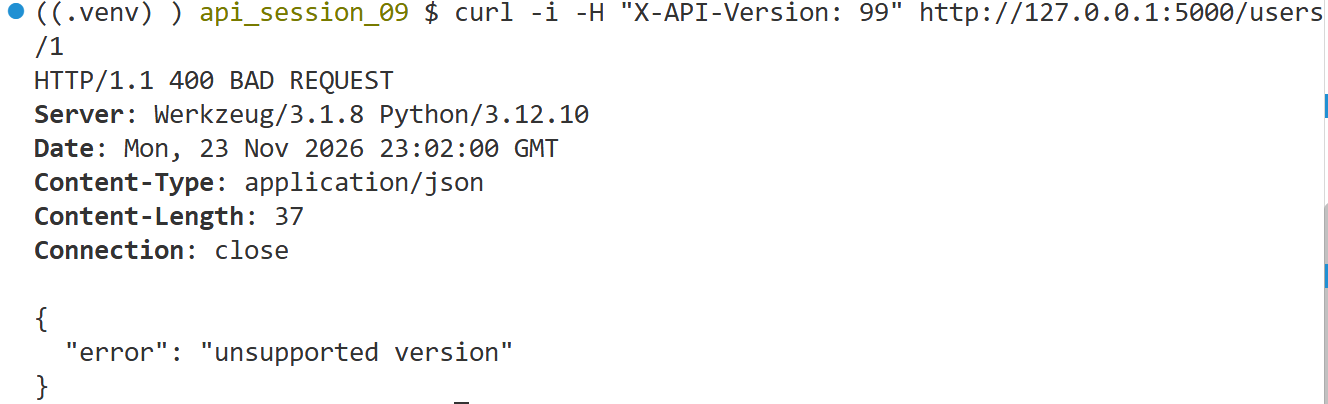 ((.venv) ) api_session_09 $ curl -i -H "X-API-Version: 99" http://127.0.0.1:5000/users
/1
HTTP/1.1 400 BAD REQUEST
Server: Werkzeug/3.1.8 Python/3.12.10
Date: Mon, 23 Nov 2026 23:02:00 GMT
Content-Type: application/json
Content-Length: 37
Connection: close

{
  "error": "unsupported version"
}